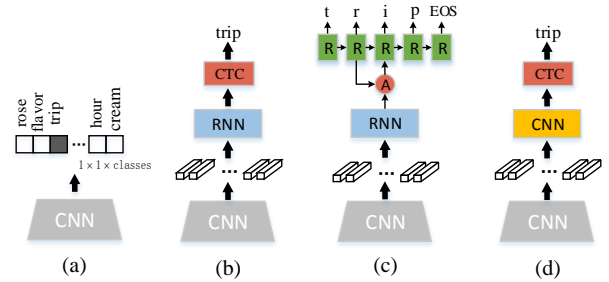 rose
flavor
trip
...
hour
cream
1 × 1 × classes
CNN
(a)
trip
CTC
RNN
...
CNN
(b)
t r i p EOS
R R R R R
A
RNN
...
CNN
(c)
trip
CTC
CNN
...
CNN
(d)